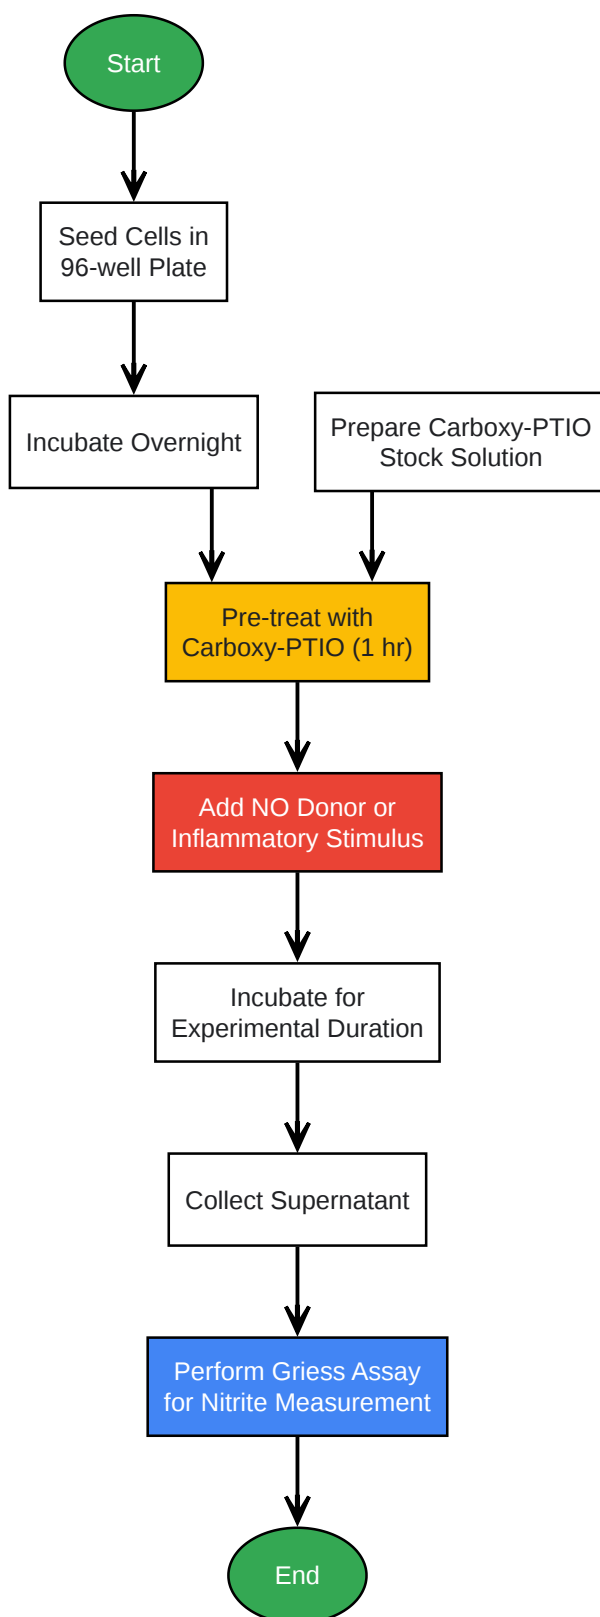 Start
Seed Cells in
96-well Plate
Incubate Overnight
Prepare Carboxy-PTIO
Stock Solution
Pre-treat with
Carboxy-PTIO (1 hr)
Add NO Donor or
Inflammatory Stimulus
Incubate for
Experimental Duration
Collect Supernatant
Perform Griess Assay
for Nitrite Measurement
End